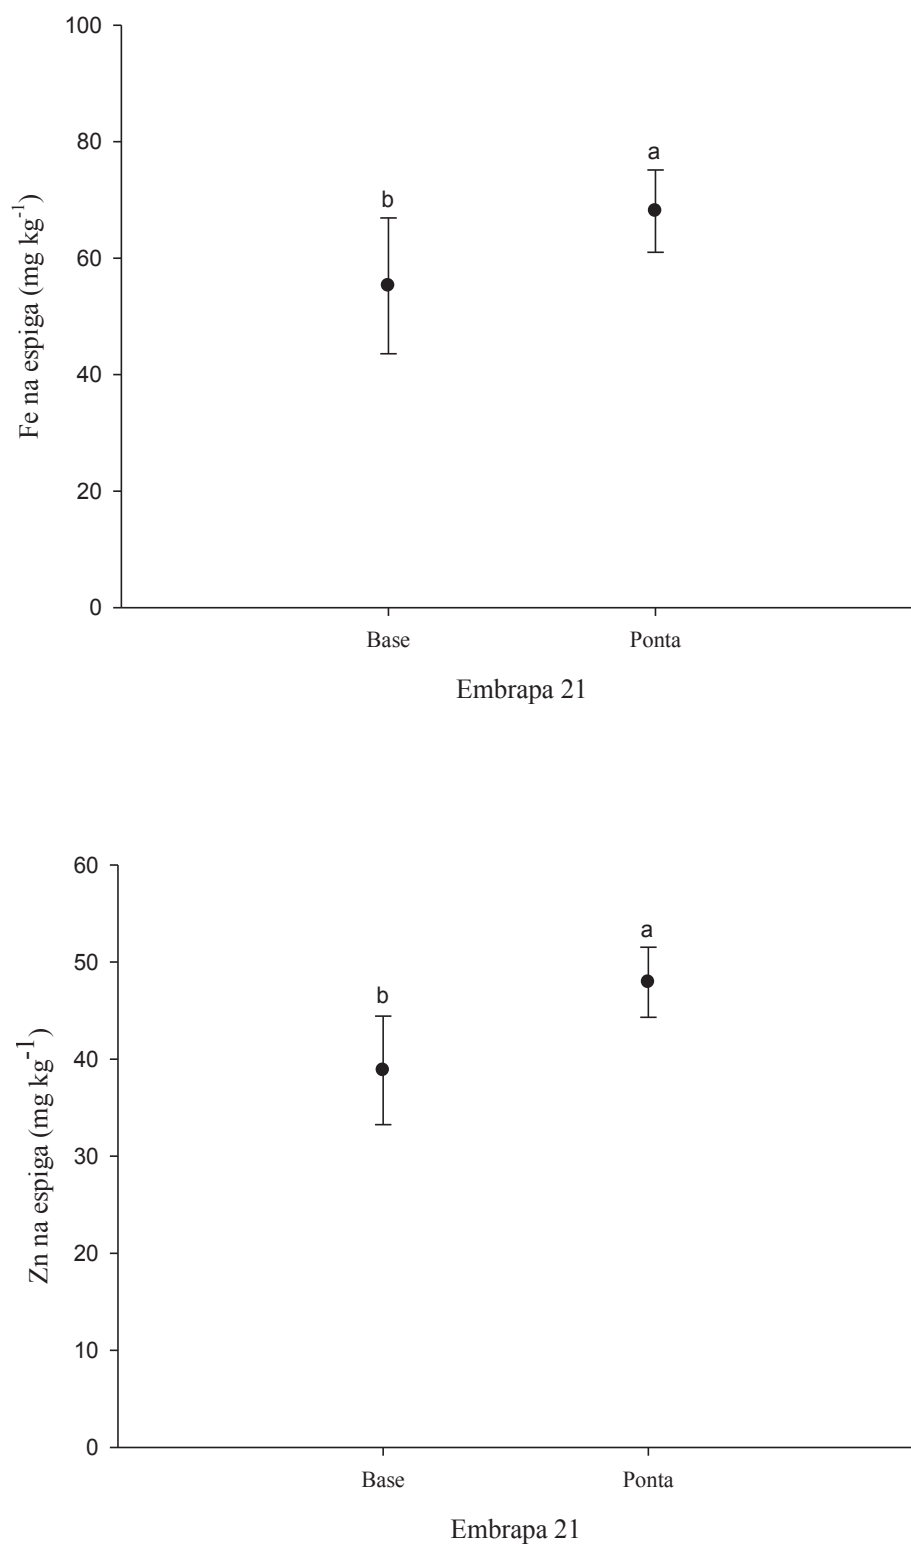 100
80
60
40
20
0
Fe na espiga (mg kg⁻¹)
b
a
Base
Ponta
Embrapa 21
60
50
40
30
20
10
0
Zn na espiga (mg kg⁻¹)
b
a
Base
Ponta
Embrapa 21